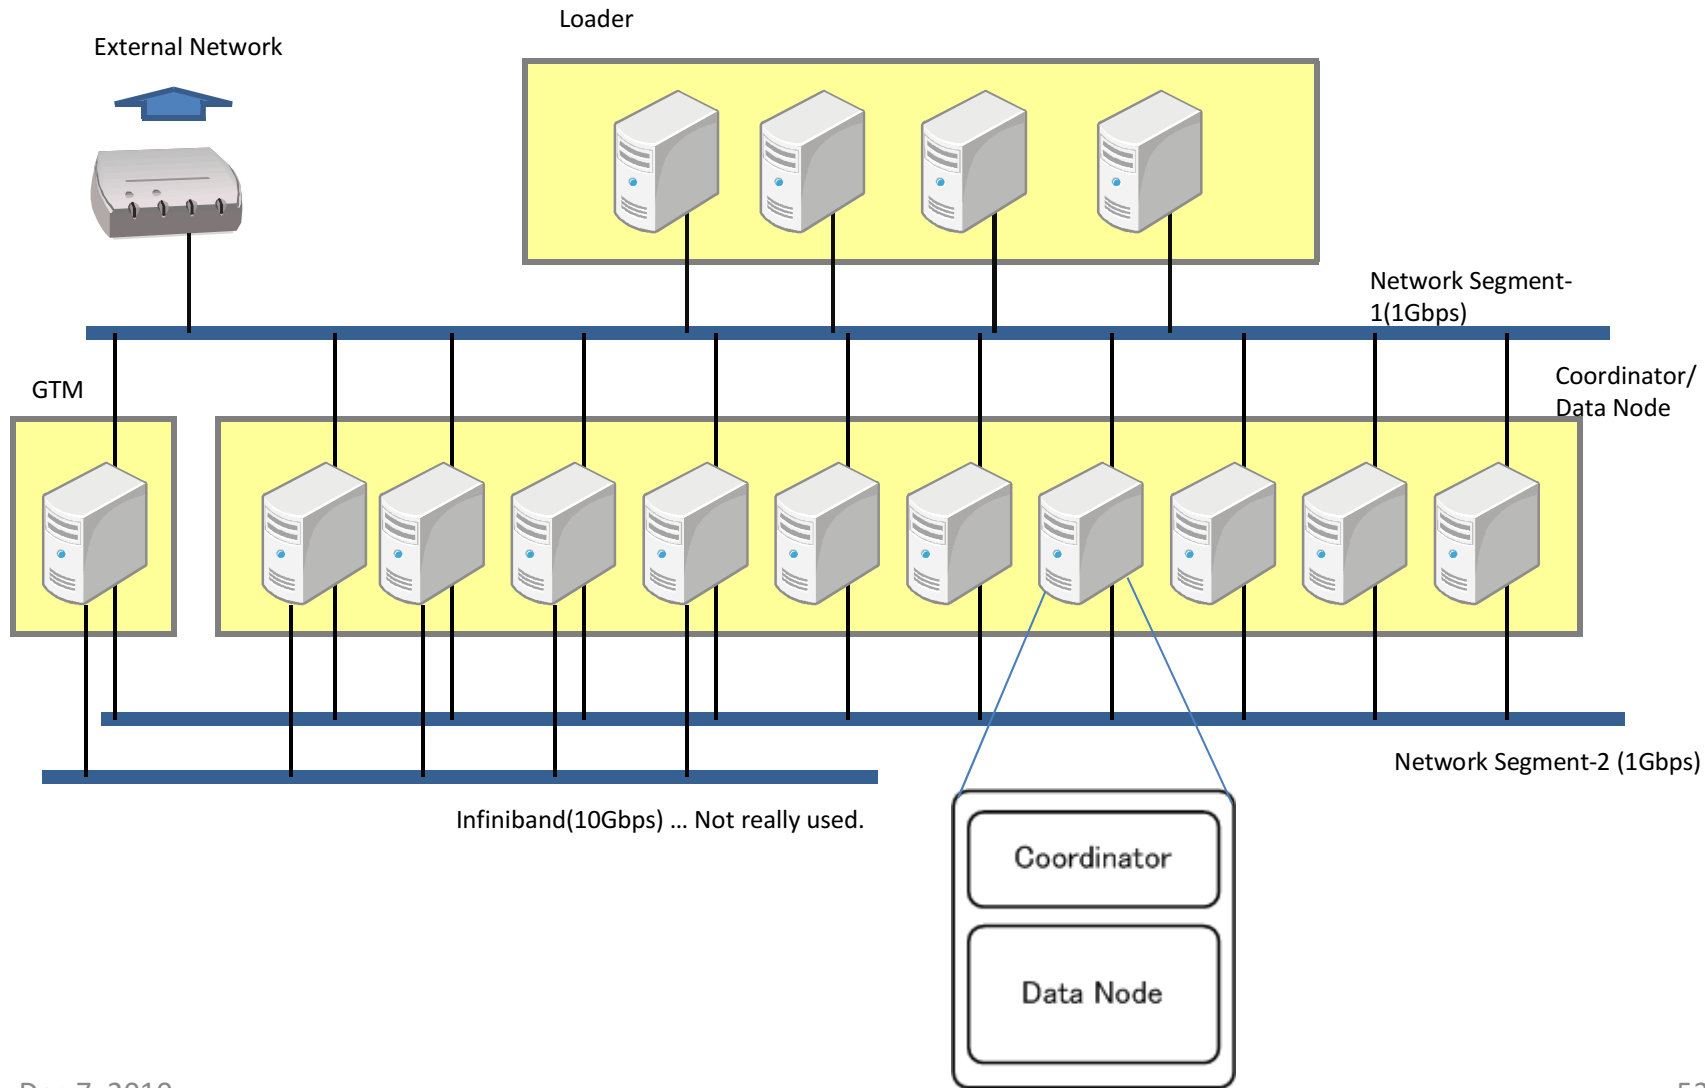 Loader
External Network
Network Segment-
1(1Gbps)
GTM
Coordinator/
Data Node
Network Segment-2 (1Gbps)
Infiniband(10Gbps) … Not really used.
Coordinator
Data Node